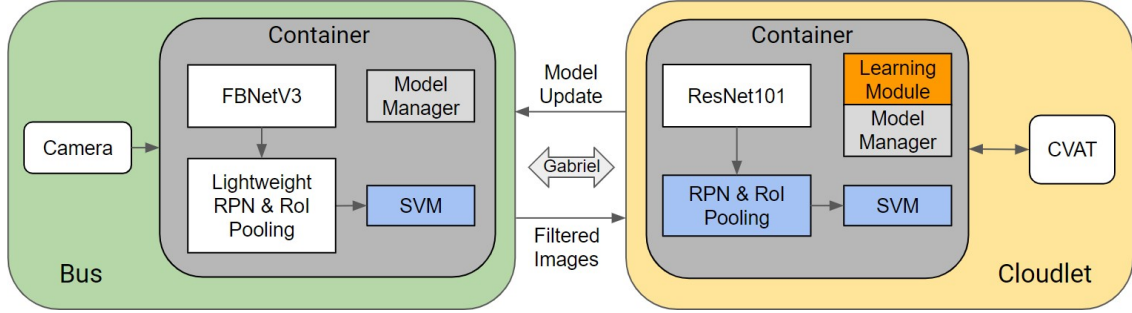 Container
FBNetV3
Model
Manager
Camera
Lightweight
RPN & RoI
Pooling
SVM
Bus
Model
Update
Gabriel
Filtered
Images
Container
ResNet101
Learning
Module
Model
Manager
RPN & RoI
Pooling
SVM
CVAT
Cloudlet